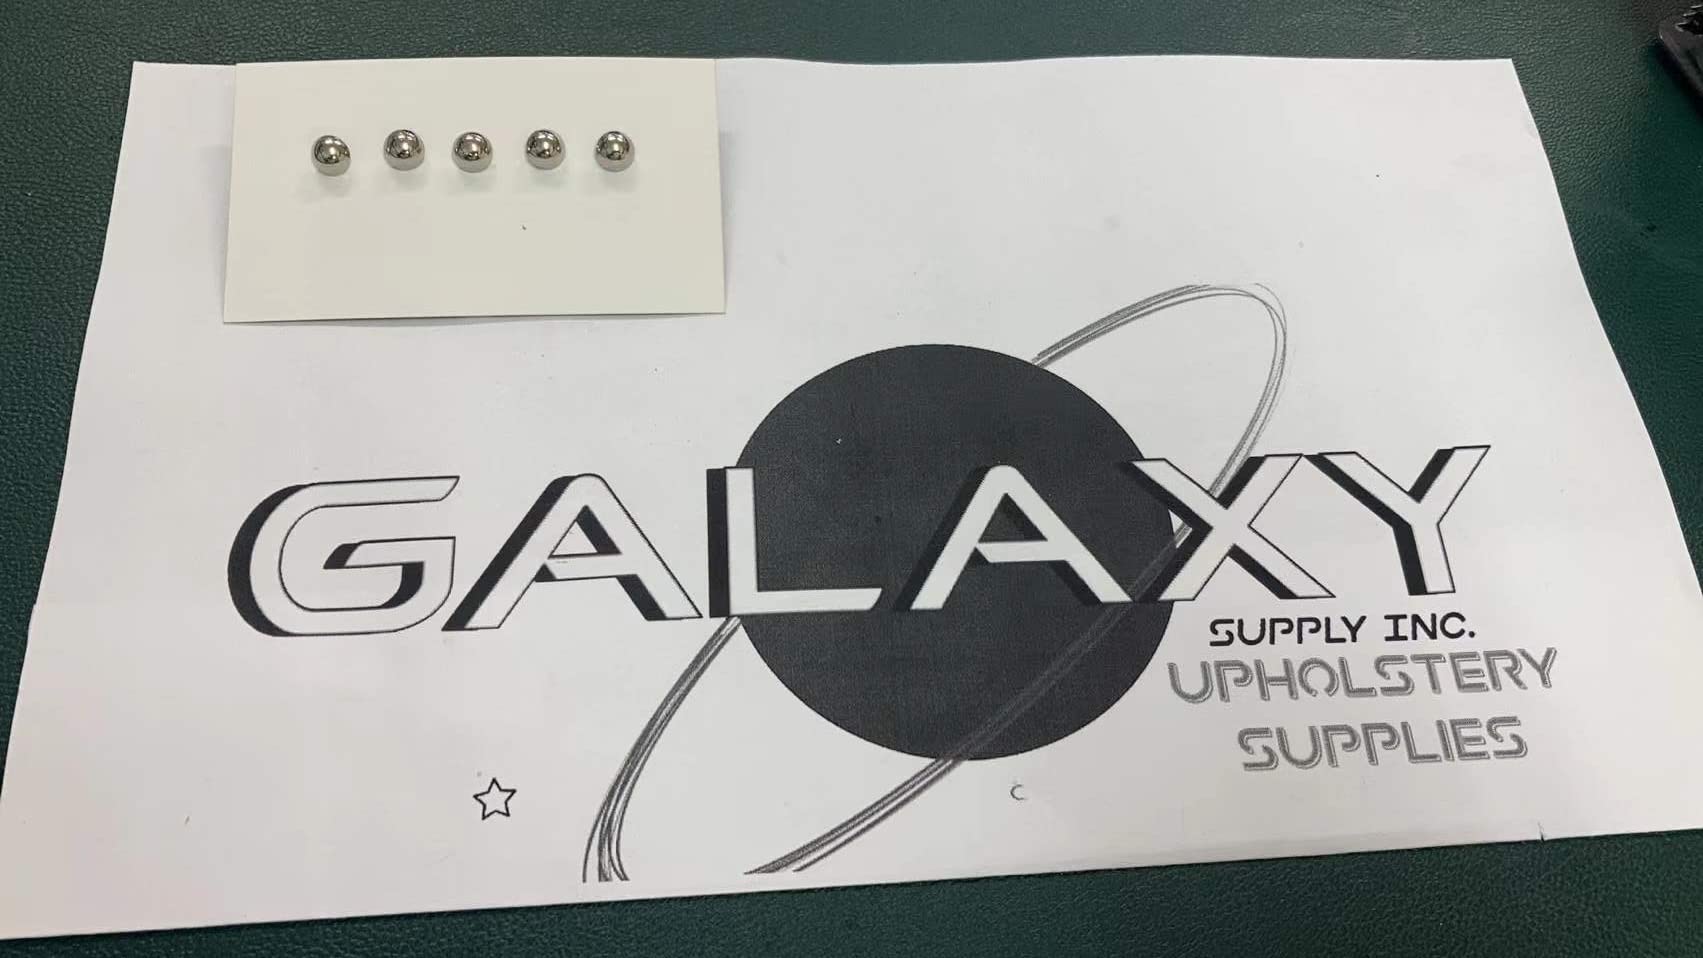 GALAXY
SUPPLY INC.
UPHOLSTERY
SUPPLIES
C